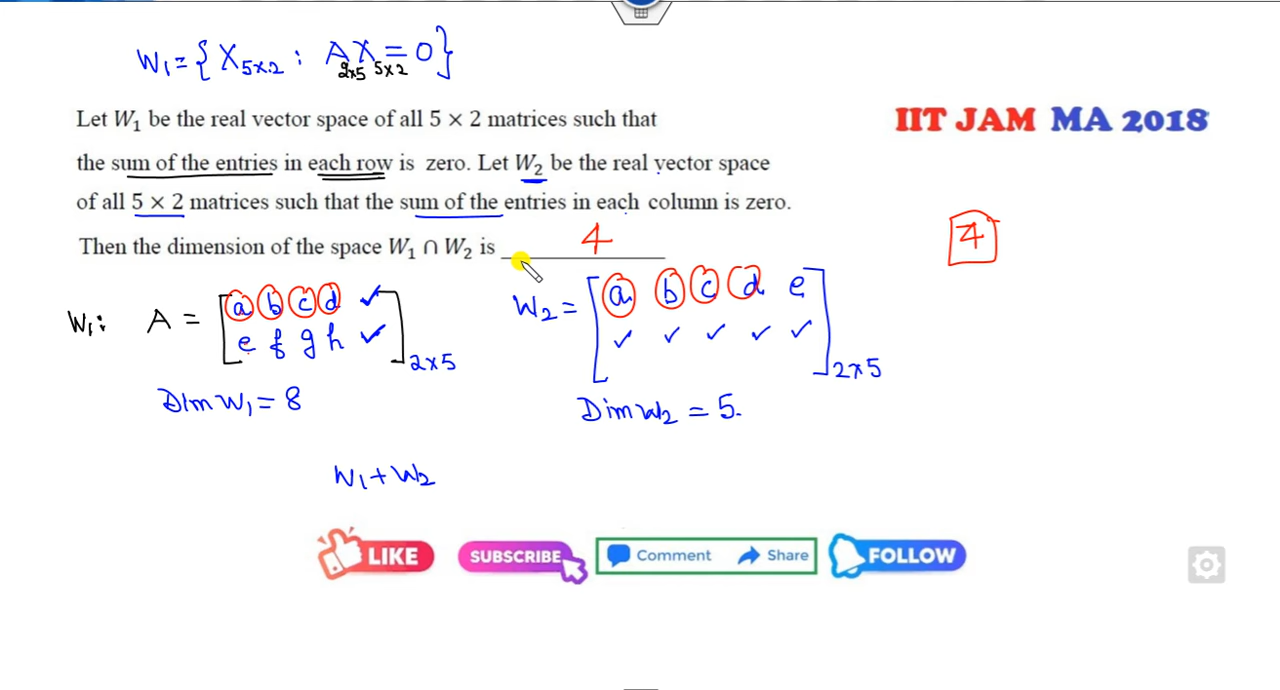 W₁ = { X₅ₓ₂ : A₂ₓ₅ X₅ₓ₂ = 0 }
Let W₁ be the real vector space of all 5 × 2 matrices such that
IIT JAM MA 2018
the sum of the entries in each row is zero. Let W₂ be the real vector space
of all 5 × 2 matrices such that the sum of the entries in each column is zero.
Then the dimension of the space W₁ ∩ W₂ is 4
4
W₁: A = [ a b c d ✓
e f g h ✓ ]₂ₓ₅
W₂ = [ a b c d e
✓ ✓ ✓ ✓ ✓ ]₂ₓ₅
Dim W₁ = 8
Dim W₂ = 5.
W₁ + W₂
LIKE
SUBSCRIBE
Comment
Share
FOLLOW